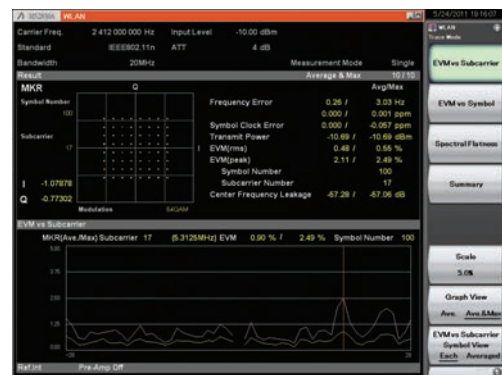 MS269xA WLAN
5/24/2011 19:16:07
Carrier Freq. 2 412 000 000 Hz Input Level -10.00 dBm
Standard IEEE802.11n ATT 4 dB
Bandwidth 20MHz Measurement Mode Single
Result Average & Max 10 / 10
MKR Q Avg/Max
Symbol Number 100
Subcarrier 17
I
I -1.07878
Q -0.77302
Modulation 64QAM
Frequency Error 0.26 / 3.03 Hz
0.000 / 0.001 ppm
Symbol Clock Error 0.000 / -0.057 ppm
Transmit Power -10.69 / -10.69 dBm
EVM(rms) 0.48 / 0.55 %
EVM(peak) 2.11 / 2.49 %
Symbol Number 100
Subcarrier Number 17
Center Frequency Leakage -57.28 / -57.06 dB
EVM vs Subcarrier
MKR(Ave./Max) Subcarrier 17 (5.3125MHz) EVM 0.90 % / 2.49 % Symbol Number 100
5.00
3.75
2.50
1.25
0.00
-28
28
Ref.Int Pre-Amp Off
WLAN
Trace Mode
EVM vs Subcarrier
EVM vs Symbol
Spectral Flatness
Summary
Scale
5.0%
Graph View
Ave. Ave.&Max
EVM vs Subcarrier
Symbol View
Each Averaged